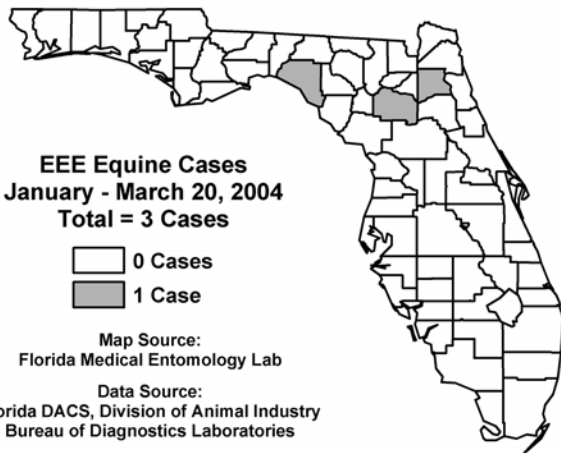 EEE Equine Cases
January - March 20, 2004
Total = 3 Cases
0 Cases
1 Case
Map Source:
Florida Medical Entomology Lab
Data Source:
orida DACS, Division of Animal Industry
Bureau of Diagnostics Laboratories